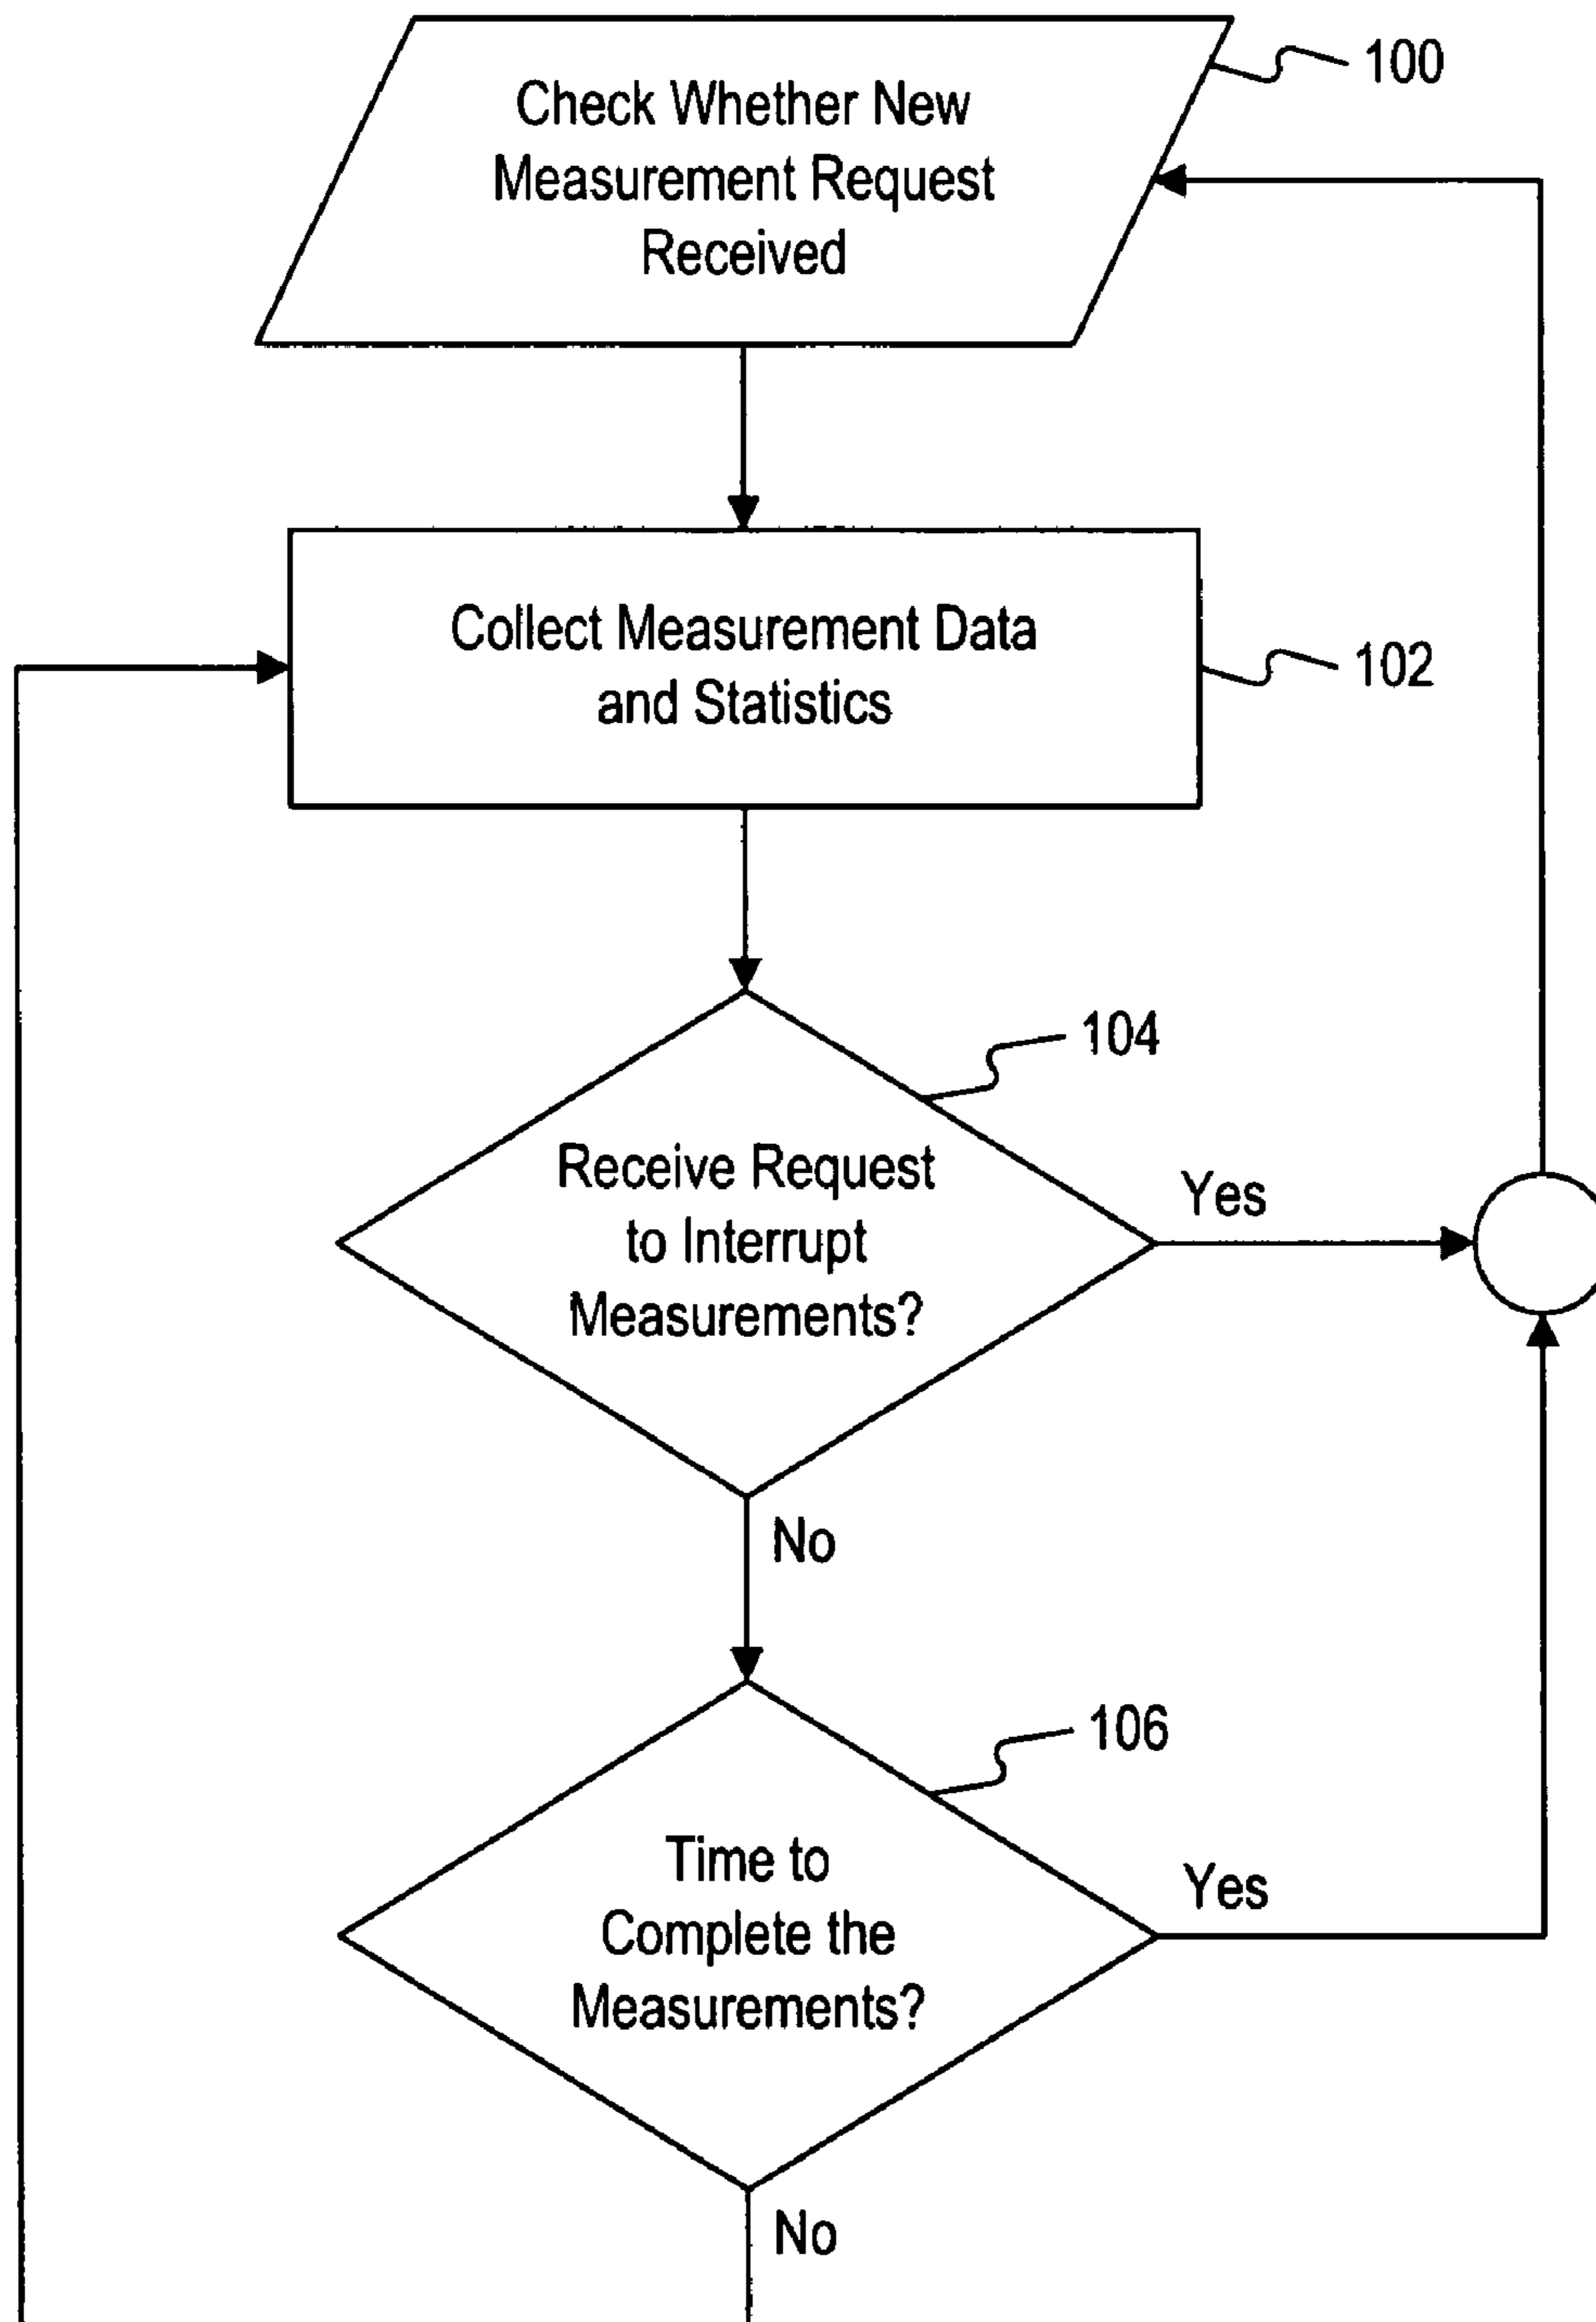 Check Whether New
Measurement Request
Received
100
Collect Measurement Data
and Statistics
102
104
Receive Request
to Interrupt
Measurements?
Yes
No
106
Time to
Complete the
Measurements?
Yes
No